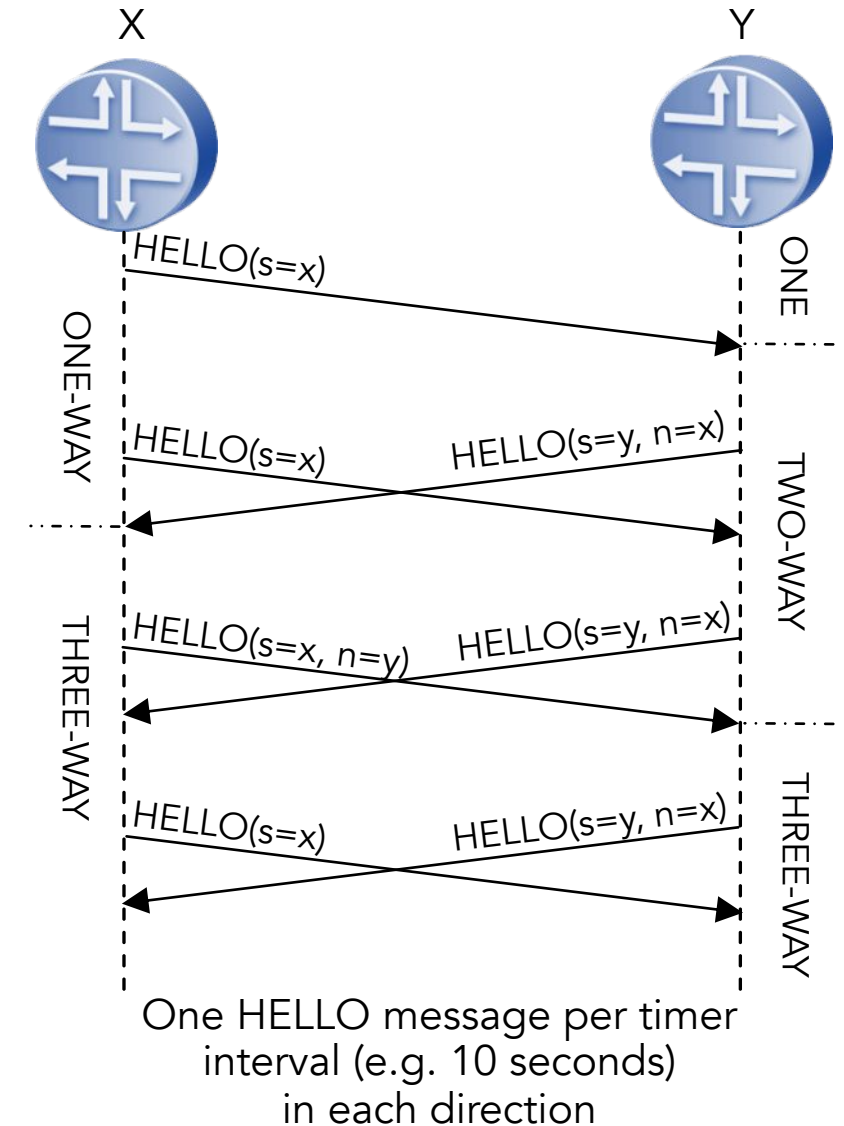 X
Y
HELLO(s=x)
ONE
ONE-WAY
HELLO(s=x)
HELLO(s=y, n=x)
TWO-WAY
HELLO(s=x, n=y)
HELLO(s=y, n=x)
THREE-WAY
HELLO(s=x)
HELLO(s=y, n=x)
THREE-WAY
One HELLO message per timer
interval (e.g. 10 seconds)
in each direction